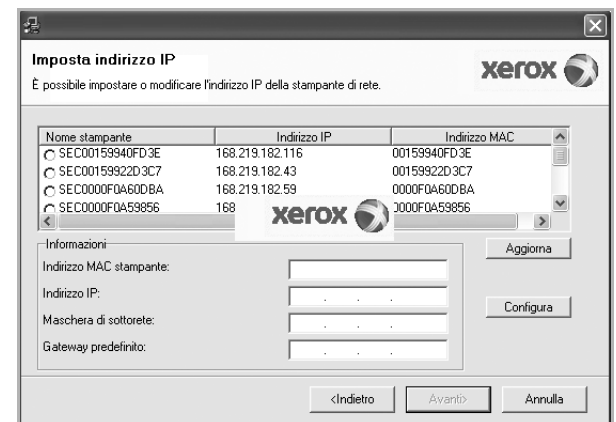 Imposta indirizzo IP
È possibile impostare o modificare l'indirizzo IP della stampante di rete.
xerox
Nome stampante Indirizzo IP Indirizzo MAC
SEC00159940FD3E 168.219.182.116 00159940FD3E
SEC00159922D3C7 168.219.182.43 00159922D3C7
SEC0000F0A60DBA 168.219.182.59 0000F0A60DBA
SEC0000F0A59856 168 0000F0A59856
xerox
Informazioni
Aggiorna
Indirizzo MAC stampante:
Indirizzo IP:
Configura
Maschera di sottorete:
Gateway predefinito:
<Indietro Avanti> Annulla